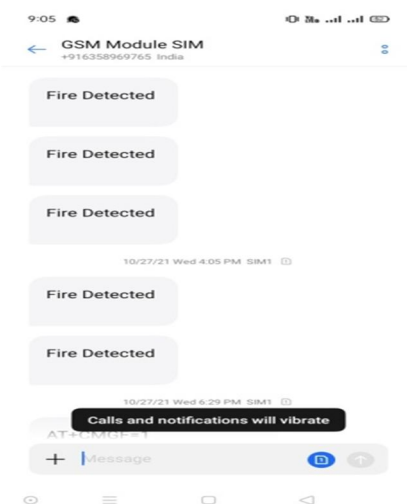 9:05
GSM Module SIM
+916358969765 India
Fire Detected
Fire Detected
Fire Detected
10/27/21 Wed 4:05 PM SIM1
Fire Detected
Fire Detected
10/27/21 Wed 6:29 PM SIM1
Calls and notifications will vibrate
AT+CMGF=1
Message